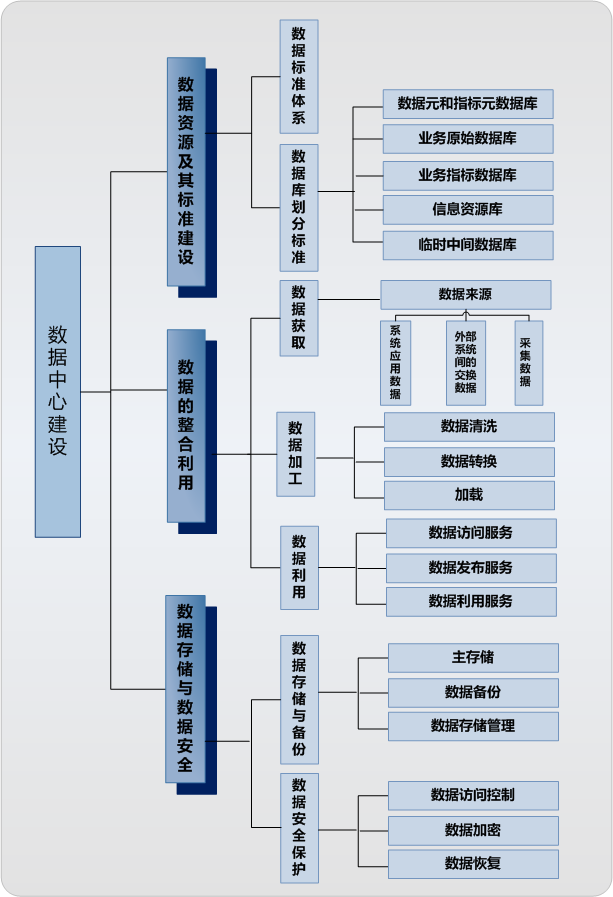 数据中心建设
数据资源及其标准建设
数据标准体系
数据库划分标准
数据元和指标元数据库
业务原始数据库
业务指标数据库
信息资源库
临时中间数据库
数据的整合利用
数据获取
数据来源
系统应用数据
外部
系统
间的
交换
数据
采集数据
数据加工
数据清洗
数据转换
加载
数据利用
数据访问服务
数据发布服务
数据利用服务
数据存储与数据安全
数据存储与备份
主存储
数据备份
数据存储管理
数据安全保护
数据访问控制
数据加密
数据恢复